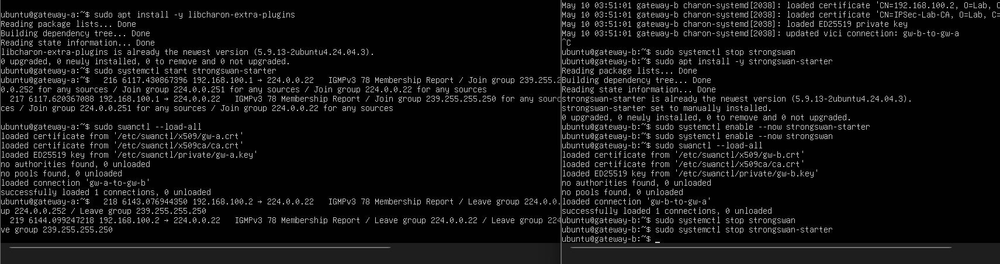 ubuntu@gateway-a:~$ sudo apt install -y libcharon-extra-plugins
Reading package lists... Done
Building dependency tree... Done
Reading state information... Done
libcharon-extra-plugins is already the newest version (5.9.13-2ubuntu4.24.04.3).
0 upgraded, 0 newly installed, 0 to remove and 0 not upgraded.
ubuntu@gateway-a:~$ sudo systemctl start strongswan-starter
ubuntu@gateway-a:~$   216 6117.430867396 192.168.100.1 → 224.0.0.22   IGMPv3 78 Membership Report / Join group 239.255.2
0.0.252 for any sources / Join group 224.0.0.251 for any sources / Join group 224.0.0.22 for any sources
  217 6117.620367088 192.168.100.1 → 224.0.0.22   IGMPv3 78 Membership Report / Join group 239.255.255.250 for any sourc
ces / Join group 224.0.0.251 for any sources / Join group 224.0.0.22 for any sources
ubuntu@gateway-a:~$ sudo swanctl --load-all
loaded certificate from '/etc/swanctl/x509/gw-a.crt'
loaded certificate from '/etc/swanctl/x509ca/ca.crt'
loaded ED25519 key from '/etc/swanctl/private/gw-a.key'
no authorities found, 0 unloaded
no pools found, 0 unloaded
loaded connection 'gw-a-to-gw-b'
successfully loaded 1 connections, 0 unloaded
ubuntu@gateway-a:~$   218 6143.076944350 192.168.100.2 → 224.0.0.22   IGMPv3 78 Membership Report / Leave group 224.0.0.
up 224.0.0.252 / Leave group 239.255.255.250
  219 6144.099247218 192.168.100.2 → 224.0.0.22   IGMPv3 78 Membership Report / Leave group 224.0.0.22 / Leave group 224
ve group 239.255.255.250
May 10 03:51:01 gateway-b charon-systemd[2038]: loaded certificate 'CN=192.168.100.2, O=Lab, C
May 10 03:51:01 gateway-b charon-systemd[2038]: loaded certificate 'CN=IPSec-Lab-CA, O=Lab, C=
May 10 03:51:01 gateway-b charon-systemd[2038]: loaded ED25519 private key
May 10 03:51:01 gateway-b charon-systemd[2038]: updated vici connection: gw-b-to-gw-a
^C
ubuntu@gateway-b:~$ sudo systemctl stop strongswan
ubuntu@gateway-b:~$ sudo apt install -y strongswan-starter
Reading package lists... Done
Building dependency tree... Done
Reading state information... Done
strongswan-starter is already the newest version (5.9.13-2ubuntu4.24.04.3).
strongswan-starter set to manually installed.
0 upgraded, 0 newly installed, 0 to remove and 0 not upgraded.
ubuntu@gateway-b:~$ sudo systemctl enable --now strongswan-starter
ubuntu@gateway-b:~$ sudo systemctl enable --now strongswan
ubuntu@gateway-b:~$ sudo swanctl --load-all
loaded certificate from '/etc/swanctl/x509/gw-b.crt'
loaded certificate from '/etc/swanctl/x509ca/ca.crt'
loaded ED25519 key from '/etc/swanctl/private/gw-b.key'
no authorities found, 0 unloaded
no pools found, 0 unloaded
loaded connection 'gw-b-to-gw-a'
successfully loaded 1 connections, 0 unloaded
ubuntu@gateway-b:~$ sudo systemctl stop strongswan
ubuntu@gateway-b:~$ sudo systemctl stop strongswan-starter
ubuntu@gateway-b:~$ _